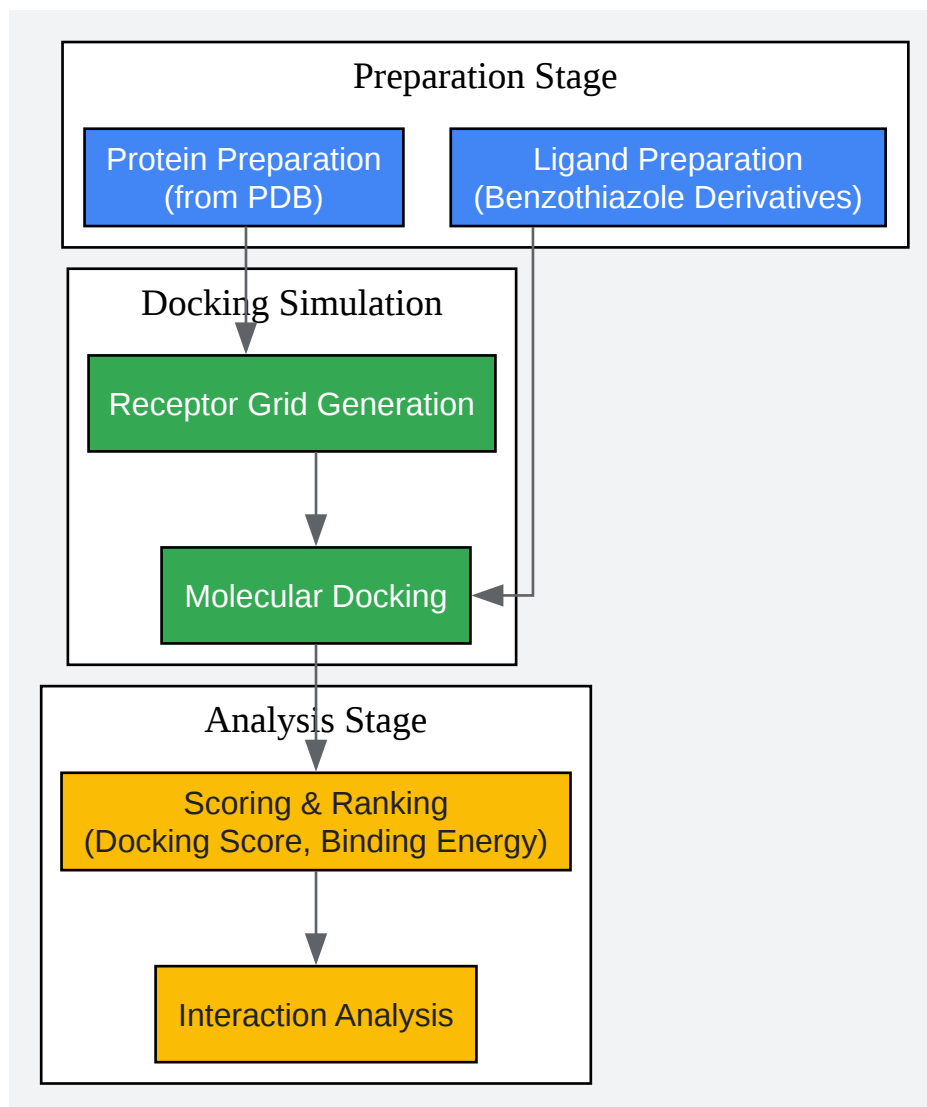 Preparation Stage
Protein Preparation
(from PDB)
Ligand Preparation
(Benzothiazole Derivatives)
Docking Simulation
Receptor Grid Generation
Molecular Docking
Analysis Stage
Scoring & Ranking
(Docking Score, Binding Energy)
Interaction Analysis